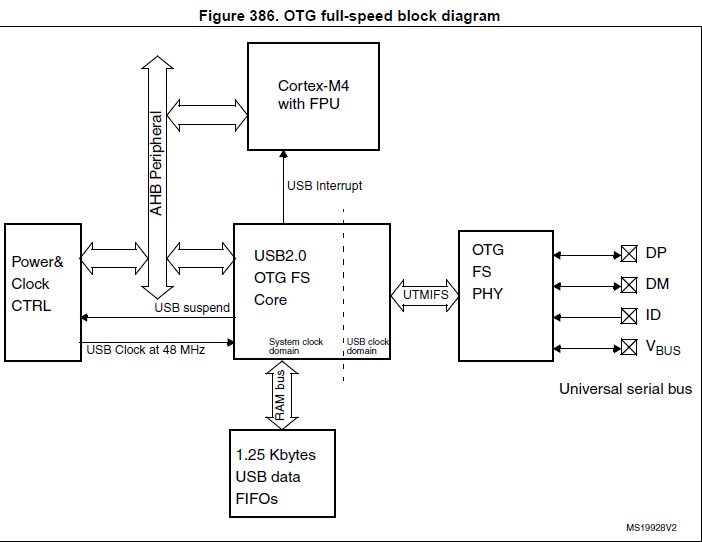 Figure 386. OTG full-speed block diagram
Cortex-M4
with FPU
AHB Peripheral
USB Interrupt
Power&
Clock
CTRL
USB2.0
OTG FS
Core
OTG
FS
PHY
UTMIFS
DP
DM
ID
VBUS
USB suspend
USB Clock at 48 MHz
System clock
domain
USB clock
domain
Universal serial bus
RAM bus
1.25 Kbytes
USB data
FIFOs
MS19928V2